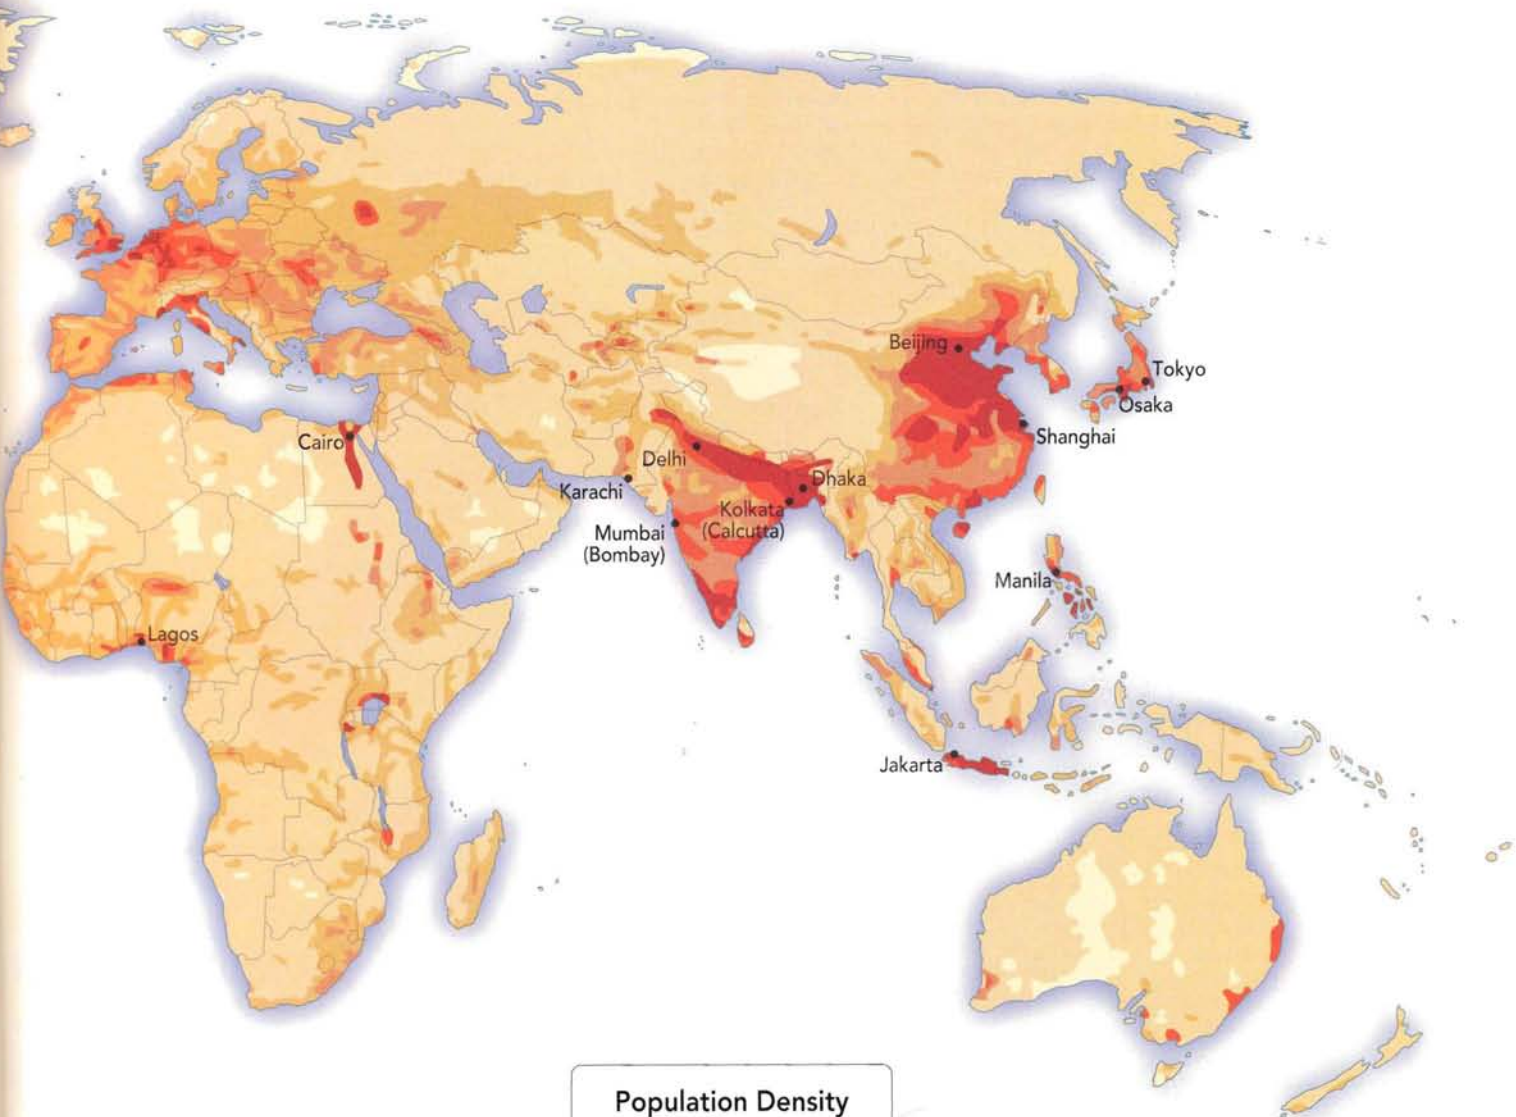 Beijing
Tokyo
Osaka
Shanghai
Cairo
Delhi
Dhaka
Karachi
Kolkata
(Calcutta)
Mumbai
(Bombay)
Manila
Lagos
Jakarta
Population Density